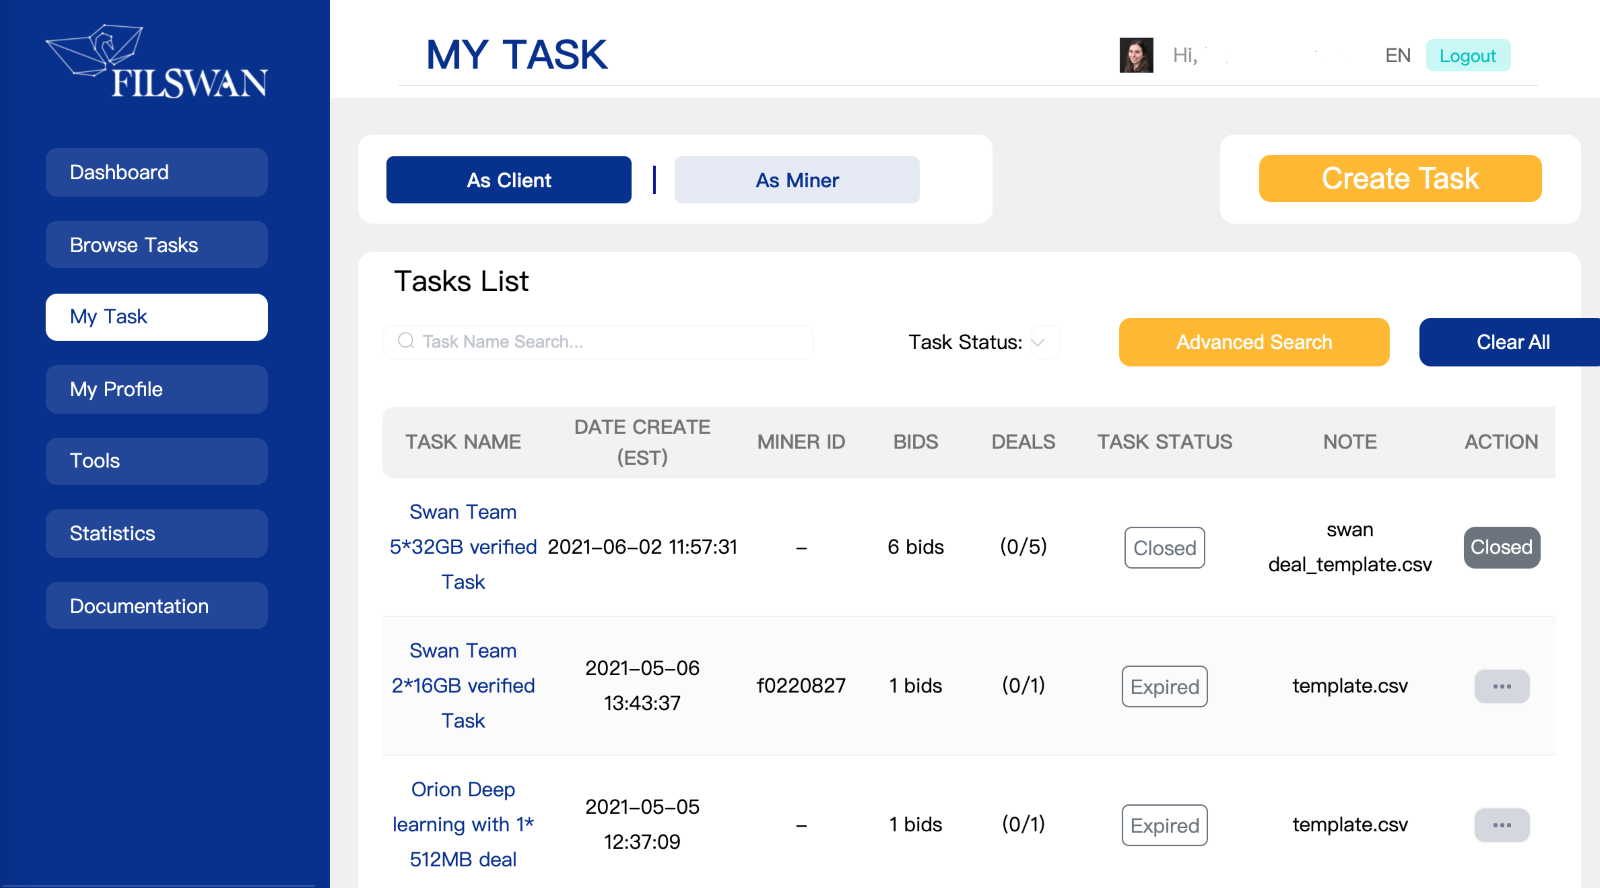 FILSWAN
MY TASK
Hi,
EN
Logout
Dashboard
Browse Tasks
My Task
My Profile
Tools
Statistics
Documentation
As Client
As Miner
Create Task
Tasks List
Task Name Search...
Task Status:
Advanced Search
Clear All
TASK NAME
DATE CREATE
(EST)
MINER ID
BIDS
DEALS
TASK STATUS
NOTE
ACTION
Swan Team
5*32GB verified
Task
2021-06-02 11:57:31
-
6 bids
(0/5)
Closed
swan
deal_template.csv
Closed
Swan Team
2*16GB verified
Task
2021-05-06
13:43:37
f0220827
1 bids
(0/1)
Expired
template.csv
...
Orion Deep
learning with 1*
512MB deal
2021-05-05
12:37:09
-
1 bids
(0/1)
Expired
template.csv
...